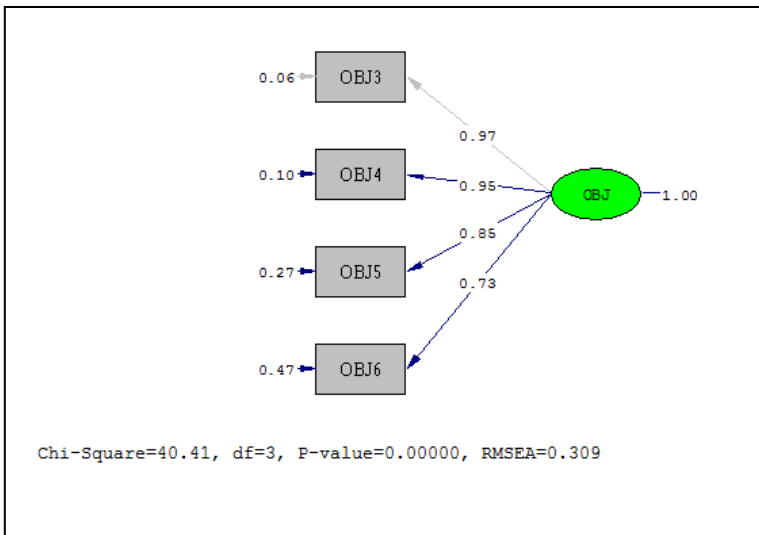 0.06
OBJ3
0.97
0.10
OBJ4
0.95
OBJ
1.00
0.85
0.27
OBJ5
0.73
0.47
OBJ6
Chi-Square=40.41, df=3, P-value=0.00000, RMSEA=0.309